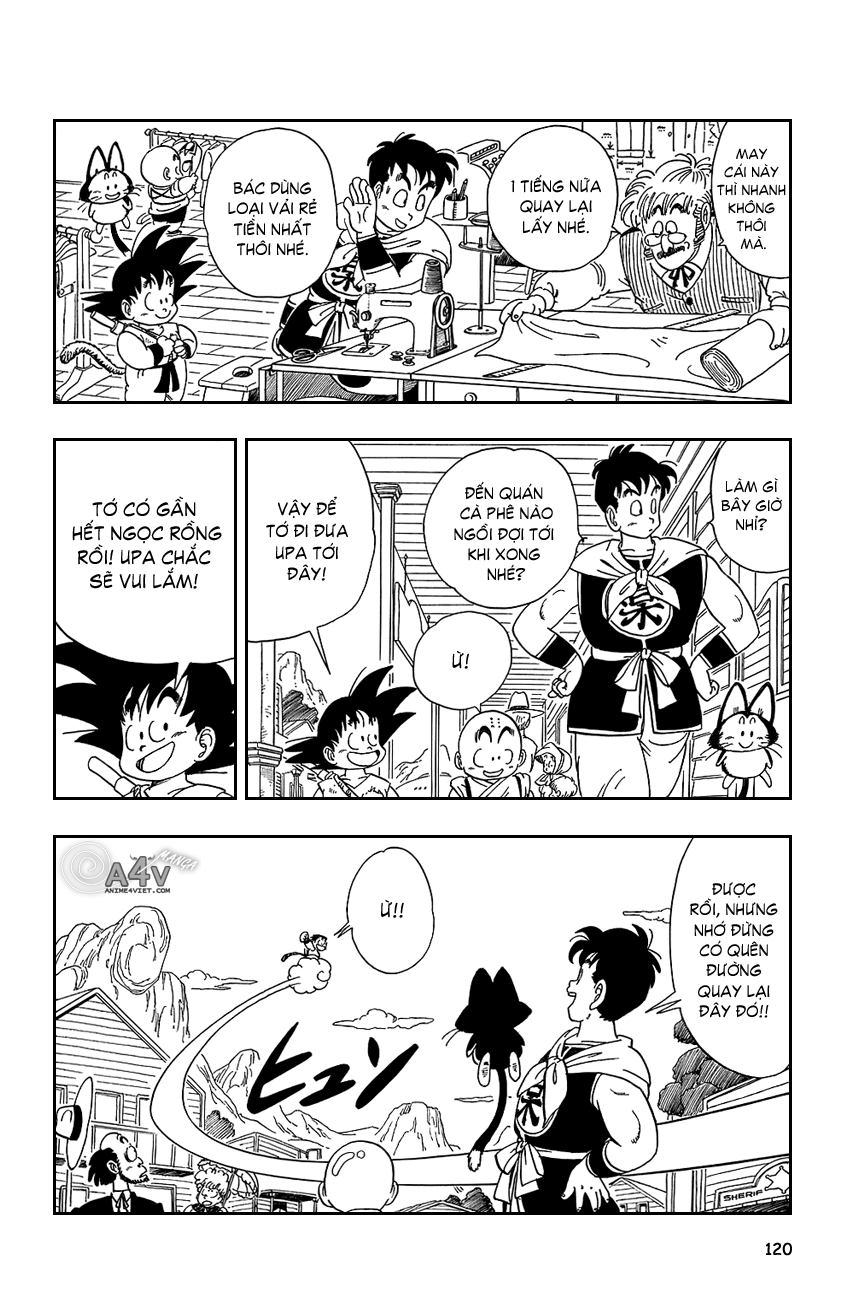 MAY
CÁI NÀY
THÌ NHANH
KHÔNG
THÔI
MÀ.
1 TIẾNG NỮA
QUAY LẠI
LẤY NHÉ.
BÁC DÙNG
LOẠI VẢI RẺ
TIỀN NHẤT
THÔI NHÉ.
LÀM GÌ
BÂY GIỜ
NHỈ?
ĐẾN QUÁN
CÀ PHÊ NÀO
NGỒI ĐỢI TỚI
KHI XONG
NHÉ?
Ừ!
VẬY ĐỂ
TỚ ĐI ĐƯA
UPA TỚI
ĐÂY!
TỚ CÓ GẦN
HẾT NGỌC RỒNG
RỒI! UPA CHẮC
SẼ VUI LẮM!
ĐƯỢC
RỒI, NHƯNG
NHỚ ĐỪNG
CÓ QUÊN
ĐƯỜNG
QUAY LẠI
ĐÂY ĐÓ!!
Ừ!!
ヒュン
A4V MANGA
ANIME4VIET.COM
SHERIF
120